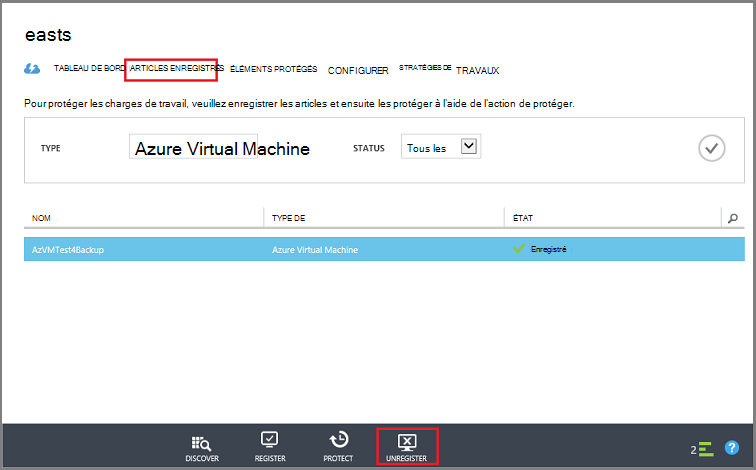 easts
TABLEAU DE BORD ARTICLES ENREGISTRÉS ÉLÉMENTS PROTÉGÉS CONFIGURER STRATÉGIES DE TRAVAUX
Pour protéger les charges de travail, veuillez enregistrer les articles et ensuite les protéger à l'aide de l'action de protéger.
TYPE Azure Virtual Machine STATUS Tous les
NOM TYPE DE ÉTAT
AzVMTest4Backup Azure Virtual Machine Enregistré
DISCOVER REGISTER PROTECT UNREGISTER 2 ?